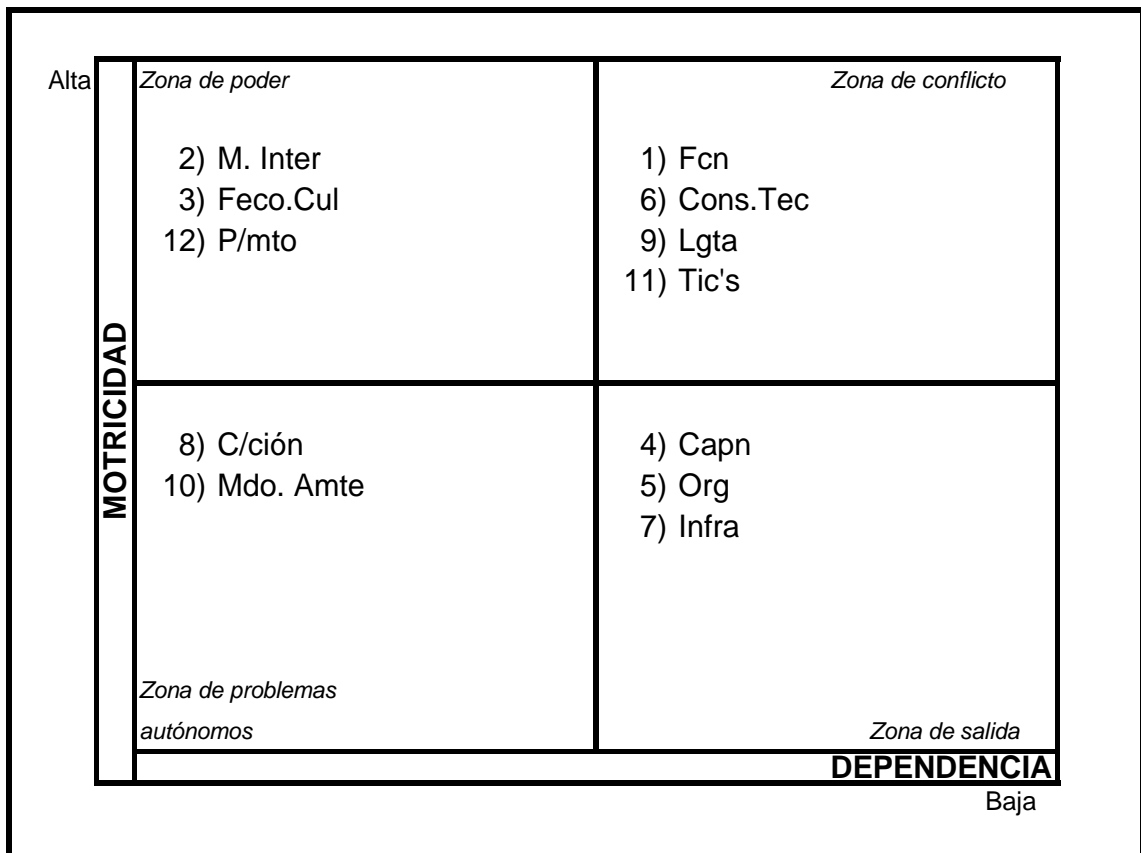 Alta
Zona de poder
Zona de conflicto
2) M. Inter
3) Feco.Cul
12) P/mto
1) Fcn
6) Cons.Tec
9) Lgta
11) Tic's
MOTRICIDAD
8) C/ción
10) Mdo. Amte
4) Capn
5) Org
7) Infra
Zona de problemas
autónomos
Zona de salida
DEPENDENCIA
Baja